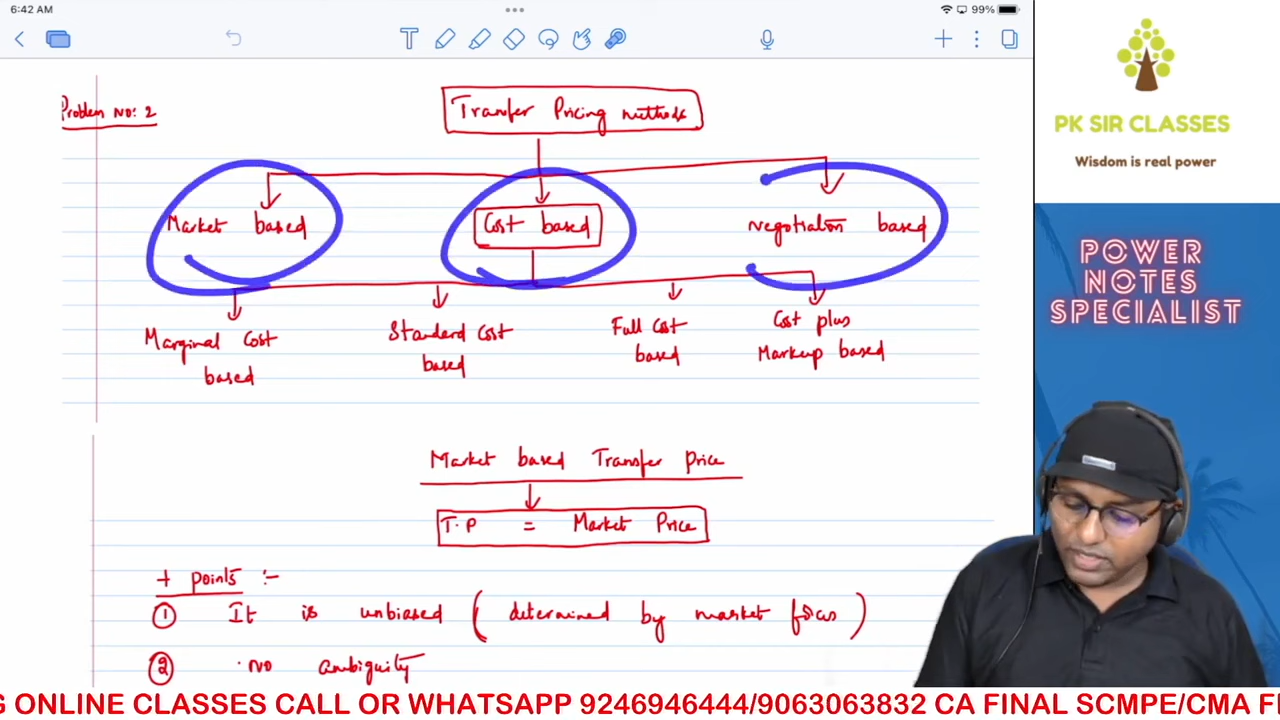 6:42 AM
99%
Problem No: 2
Transfer Pricing methods
Market based
Cost based
Negotiation based
Marginal Cost based
Standard Cost based
Full Cost based
Cost plus Markup based
Market based Transfer Price
T.P = Market Price
+ points :-
① It is unbiased (determined by market focus)
② no ambiguity
PK SIR CLASSES
Wisdom is real power
POWER
NOTES
SPECIALIST
G ONLINE CLASSES CALL OR WHATSAPP 9246946444/9063063832 CA FINAL SCMPE/CMA FI